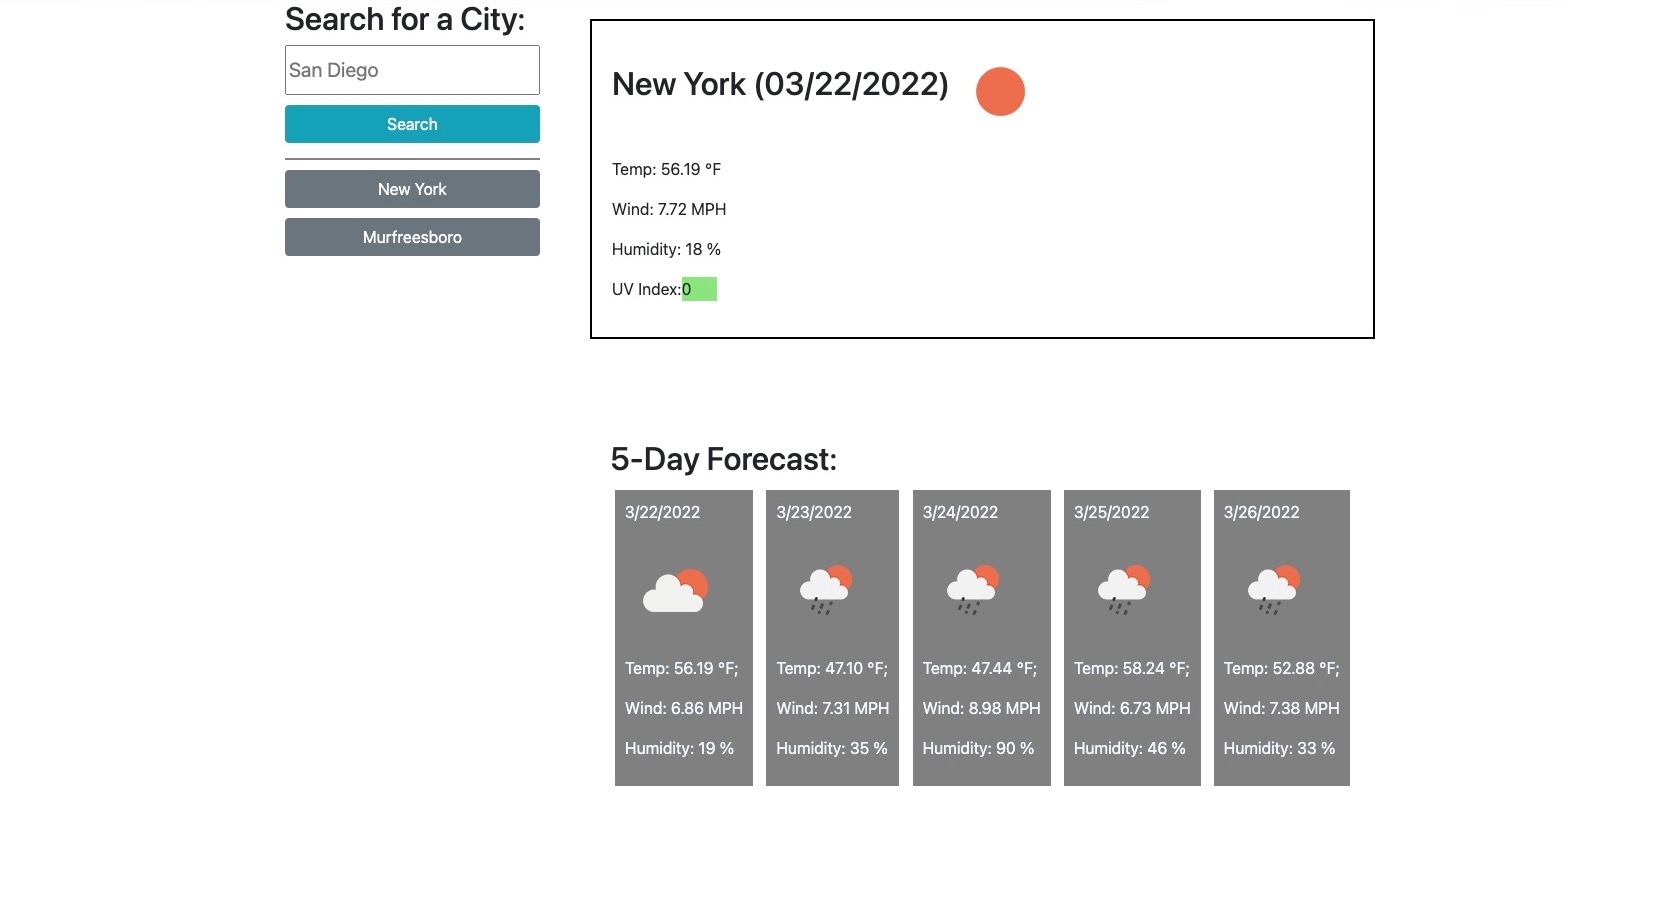 Search for a City:
San Diego
Search
New York
Murfreesboro
New York (03/22/2022)
Temp: 56.19 °F
Wind: 7.72 MPH
Humidity: 18 %
UV Index:0
5-Day Forecast:
3/22/2022
Temp: 56.19 °F;
Wind: 6.86 MPH
Humidity: 19 %
3/23/2022
Temp: 47.10 °F;
Wind: 7.31 MPH
Humidity: 35 %
3/24/2022
Temp: 47.44 °F;
Wind: 8.98 MPH
Humidity: 90 %
3/25/2022
Temp: 58.24 °F;
Wind: 6.73 MPH
Humidity: 46 %
3/26/2022
Temp: 52.88 °F;
Wind: 7.38 MPH
Humidity: 33 %